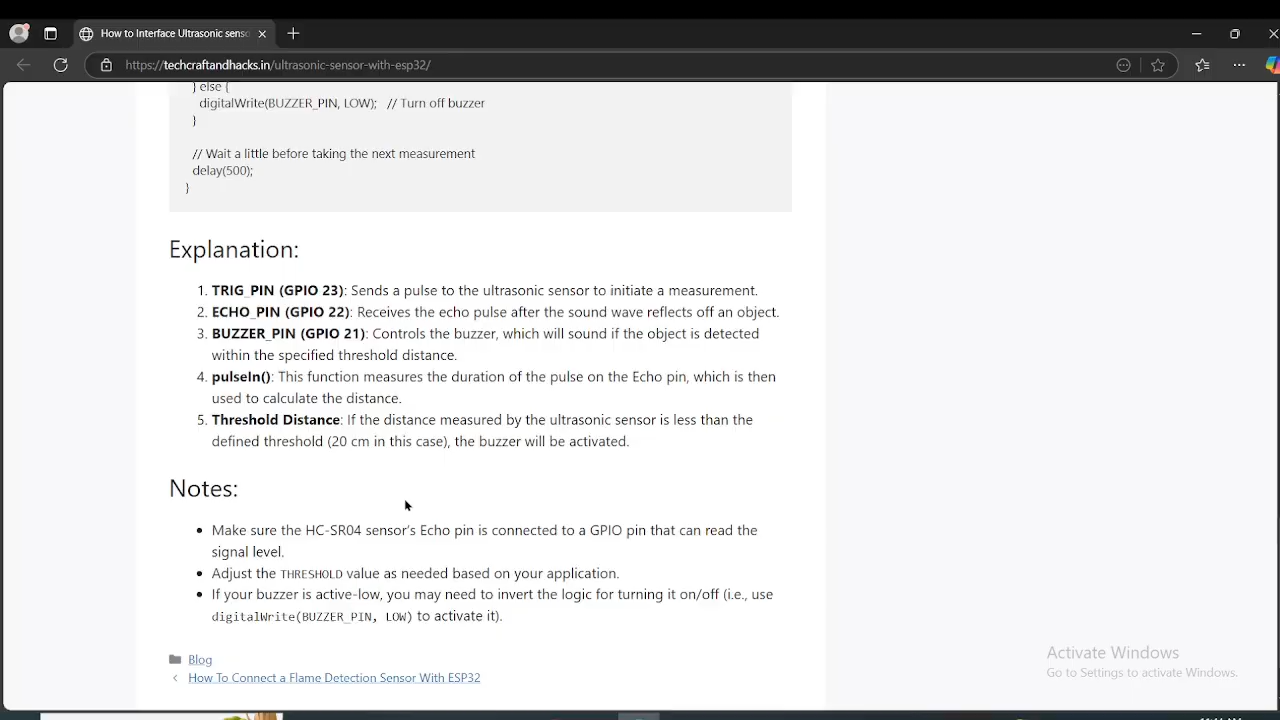 How to Interface Ultrasonic sens
https://techcraftandhacks.in/ultrasonic-sensor-with-esp32/
} else {
digitalWrite(BUZZER_PIN, LOW);   // Turn off buzzer
}
// Wait a little before taking the next measurement
delay(500);
}
Explanation:
1. TRIG_PIN (GPIO 23): Sends a pulse to the ultrasonic sensor to initiate a measurement.
2. ECHO_PIN (GPIO 22): Receives the echo pulse after the sound wave reflects off an object.
3. BUZZER_PIN (GPIO 21): Controls the buzzer, which will sound if the object is detected
within the specified threshold distance.
4. pulseIn(): This function measures the duration of the pulse on the Echo pin, which is then
used to calculate the distance.
5. Threshold Distance: If the distance measured by the ultrasonic sensor is less than the
defined threshold (20 cm in this case), the buzzer will be activated.
Notes:
• Make sure the HC-SR04 sensor's Echo pin is connected to a GPIO pin that can read the
signal level.
• Adjust the THRESHOLD value as needed based on your application.
• If your buzzer is active-low, you may need to invert the logic for turning it on/off (i.e., use
digitalWrite(BUZZER_PIN, LOW) to activate it).
Activate Windows
Go to Settings to activate Windows.
Blog
How To Connect a Flame Detection Sensor With ESP32